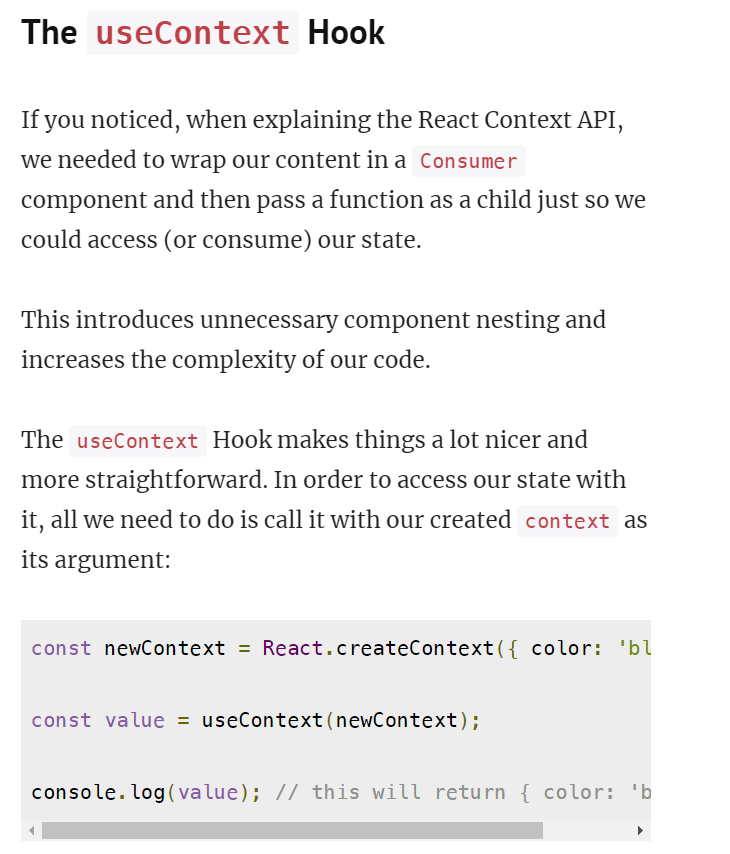 The useContext Hook
If you noticed, when explaining the React Context API,
we needed to wrap our content in a Consumer
component and then pass a function as a child just so we
could access (or consume) our state.
This introduces unnecessary component nesting and
increases the complexity of our code.
The useContext Hook makes things a lot nicer and
more straightforward. In order to access our state with
it, all we need to do is call it with our created context as
its argument:
const newContext = React.createContext({ color: 'bl
const value = useContext(newContext);
console.log(value); // this will return { color: 'b